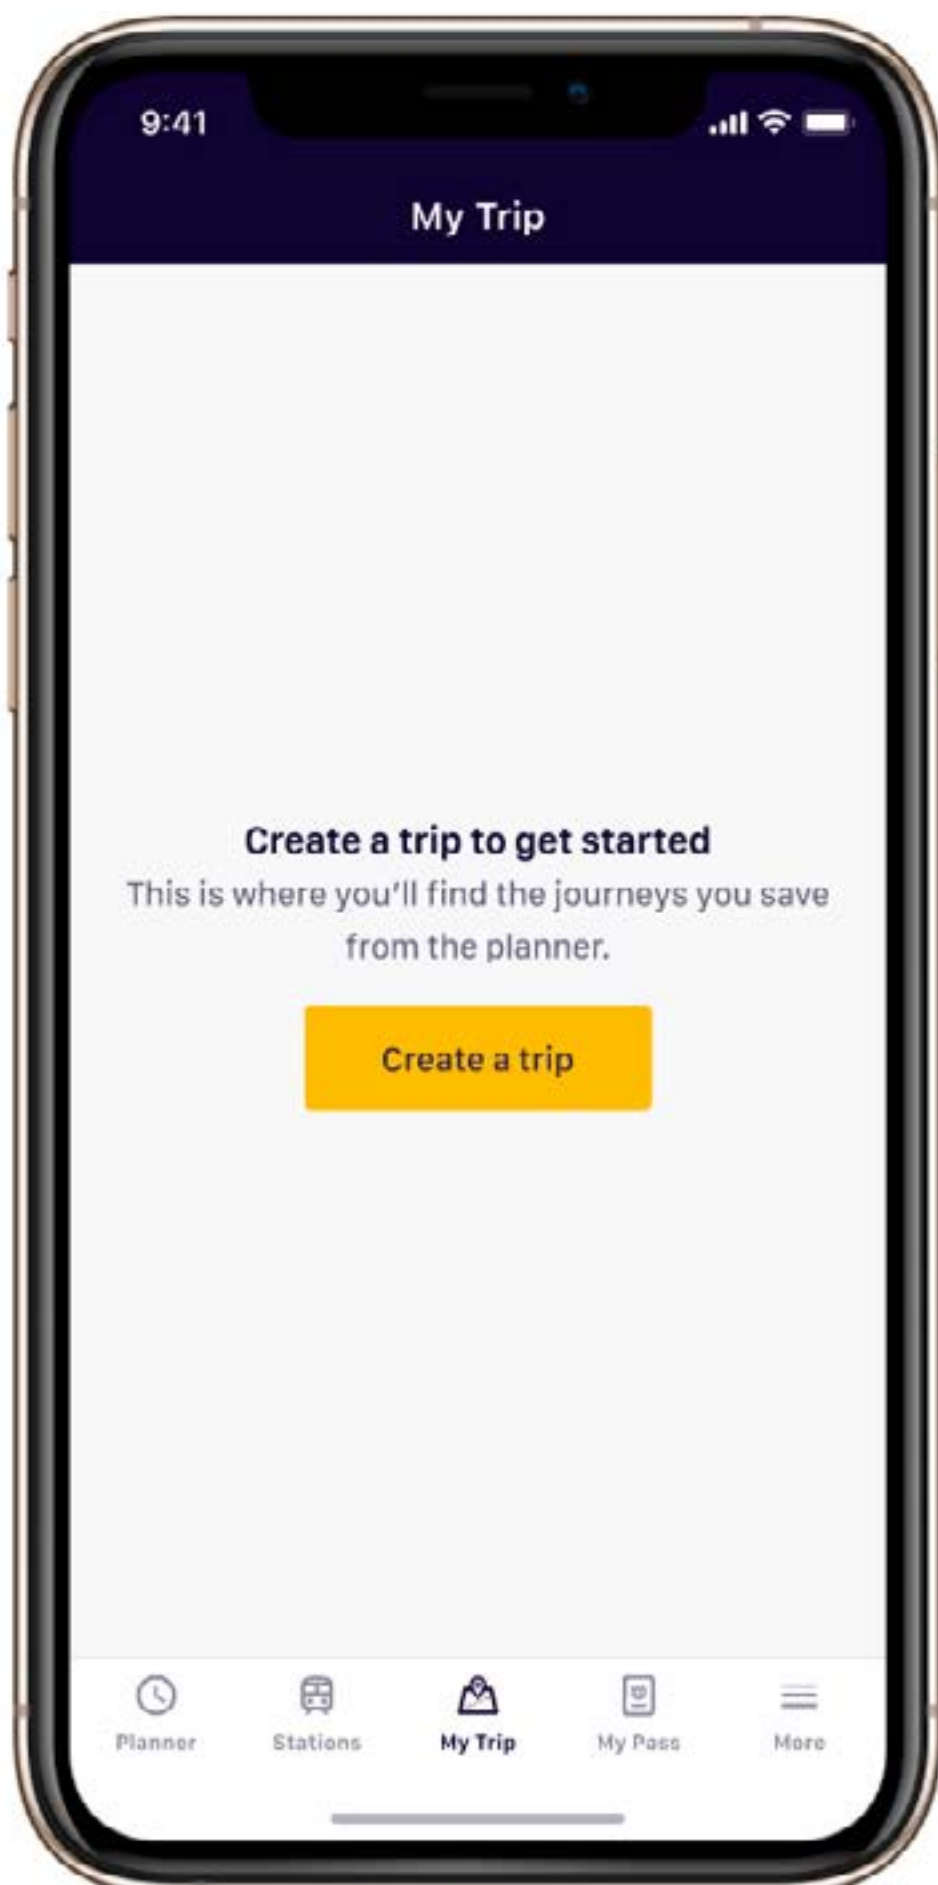 9:41
My Trip
Create a trip to get started
This is where you'll find the journeys you save
from the planner.
Create a trip
Planner
Stations
My Trip
My Pass
More